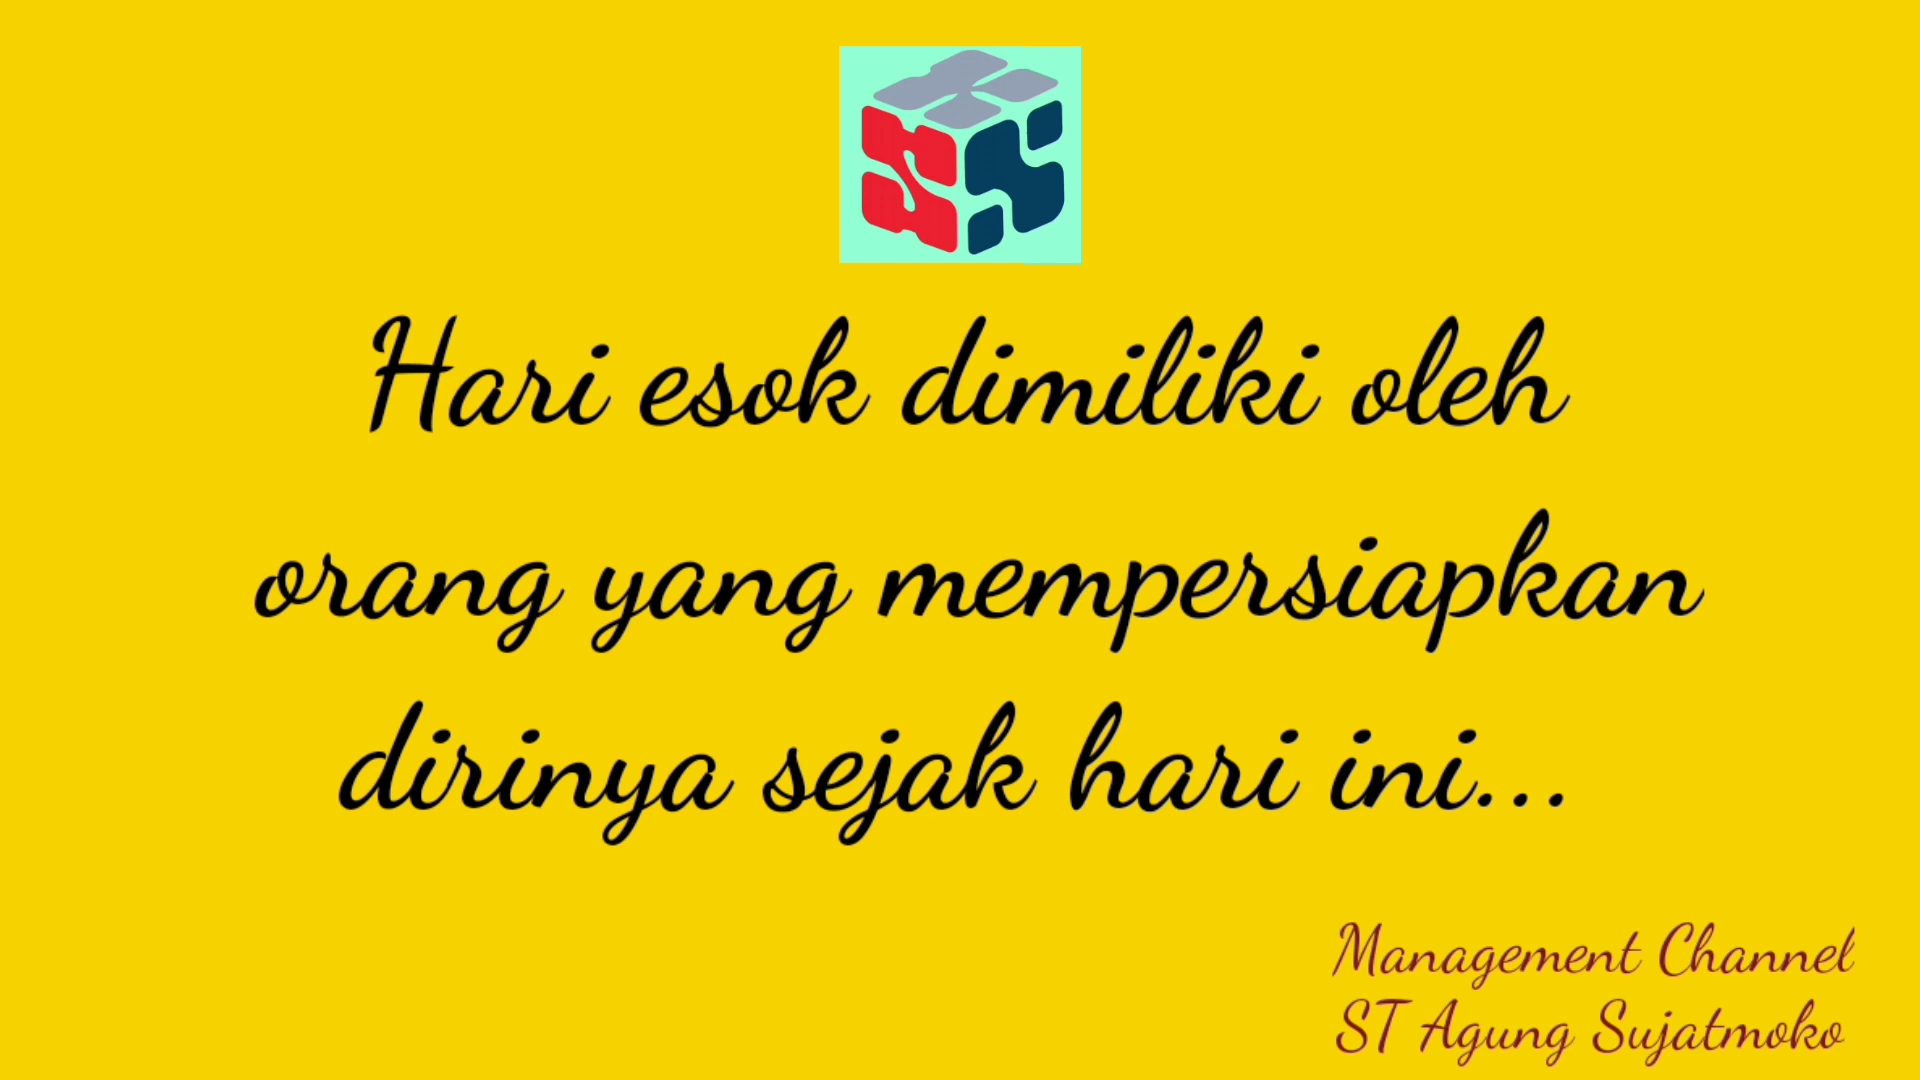 Hari esok dimiliki oleh
orang yang mempersiapkan
dirinya sejak hari ini...
Management Channel
ST Agung Sujatmoko